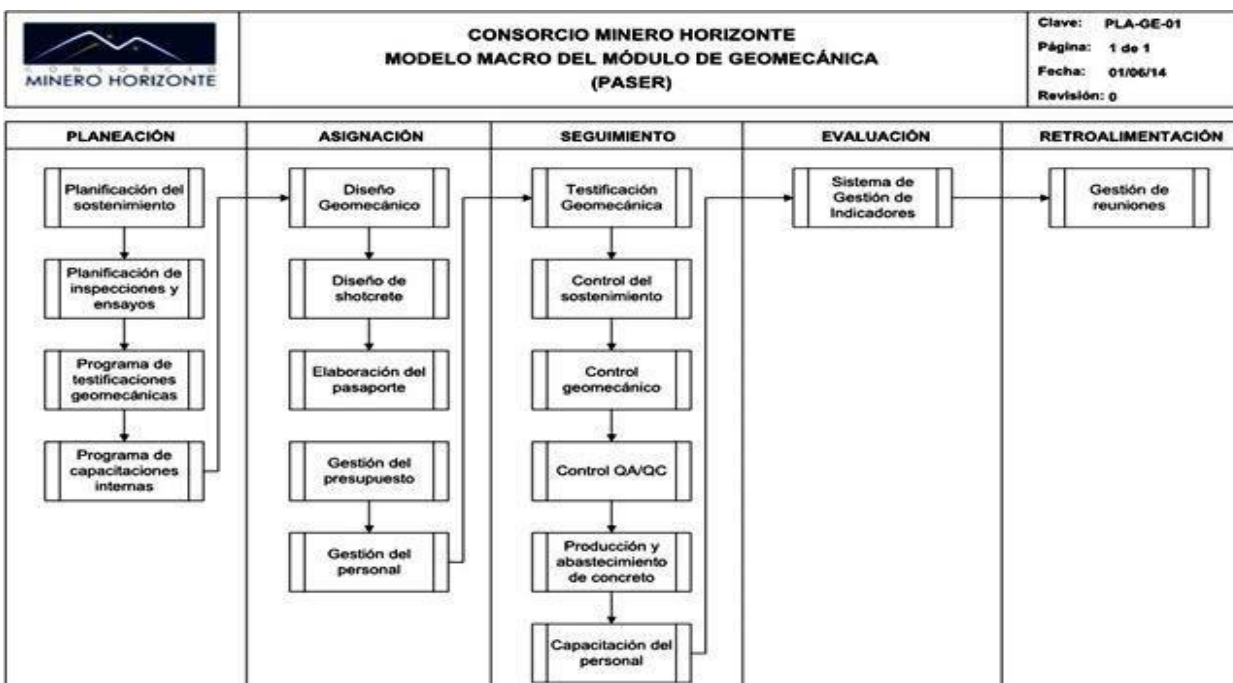 CONSORCIO
MINERO HORIZONTE
CONSORCIO MINERO HORIZONTE
MODELO MACRO DEL MÓDULO DE GEOMECÁNICA
(PASER)
Clave: PLA-GE-01
Página: 1 de 1
Fecha: 01/06/14
Revisión: 0
PLANEACIÓN
Planificación del
sostenimiento
Planificación de
inspecciones y
ensayos
Programa de
testificaciones
geomecánicas
Programa de
capacitaciones
internas
ASIGNACIÓN
Diseño
Geomecánico
Diseño de
shotcrete
Elaboración del
pasaporte
Gestión del
presupuesto
Gestión del
personal
SEGUIMIENTO
Testificación
Geomecánica
Control del
sostenimiento
Control
geomecánico
Control QA/QC
Producción y
abastecimiento
de concreto
Capacitación del
personal
EVALUACIÓN
Sistema de
Gestión de
Indicadores
RETROALIMENTACIÓN
Gestión de
reuniones